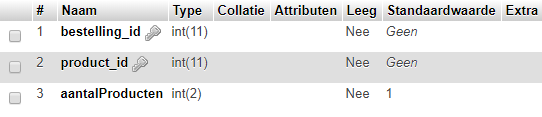 # Naam Type Collatie Attributen Leeg Standaardwaarde Extra
1 bestelling_id int(11) Nee Geen
2 product_id int(11) Nee Geen
3 aantalProducten int(2) Nee 1